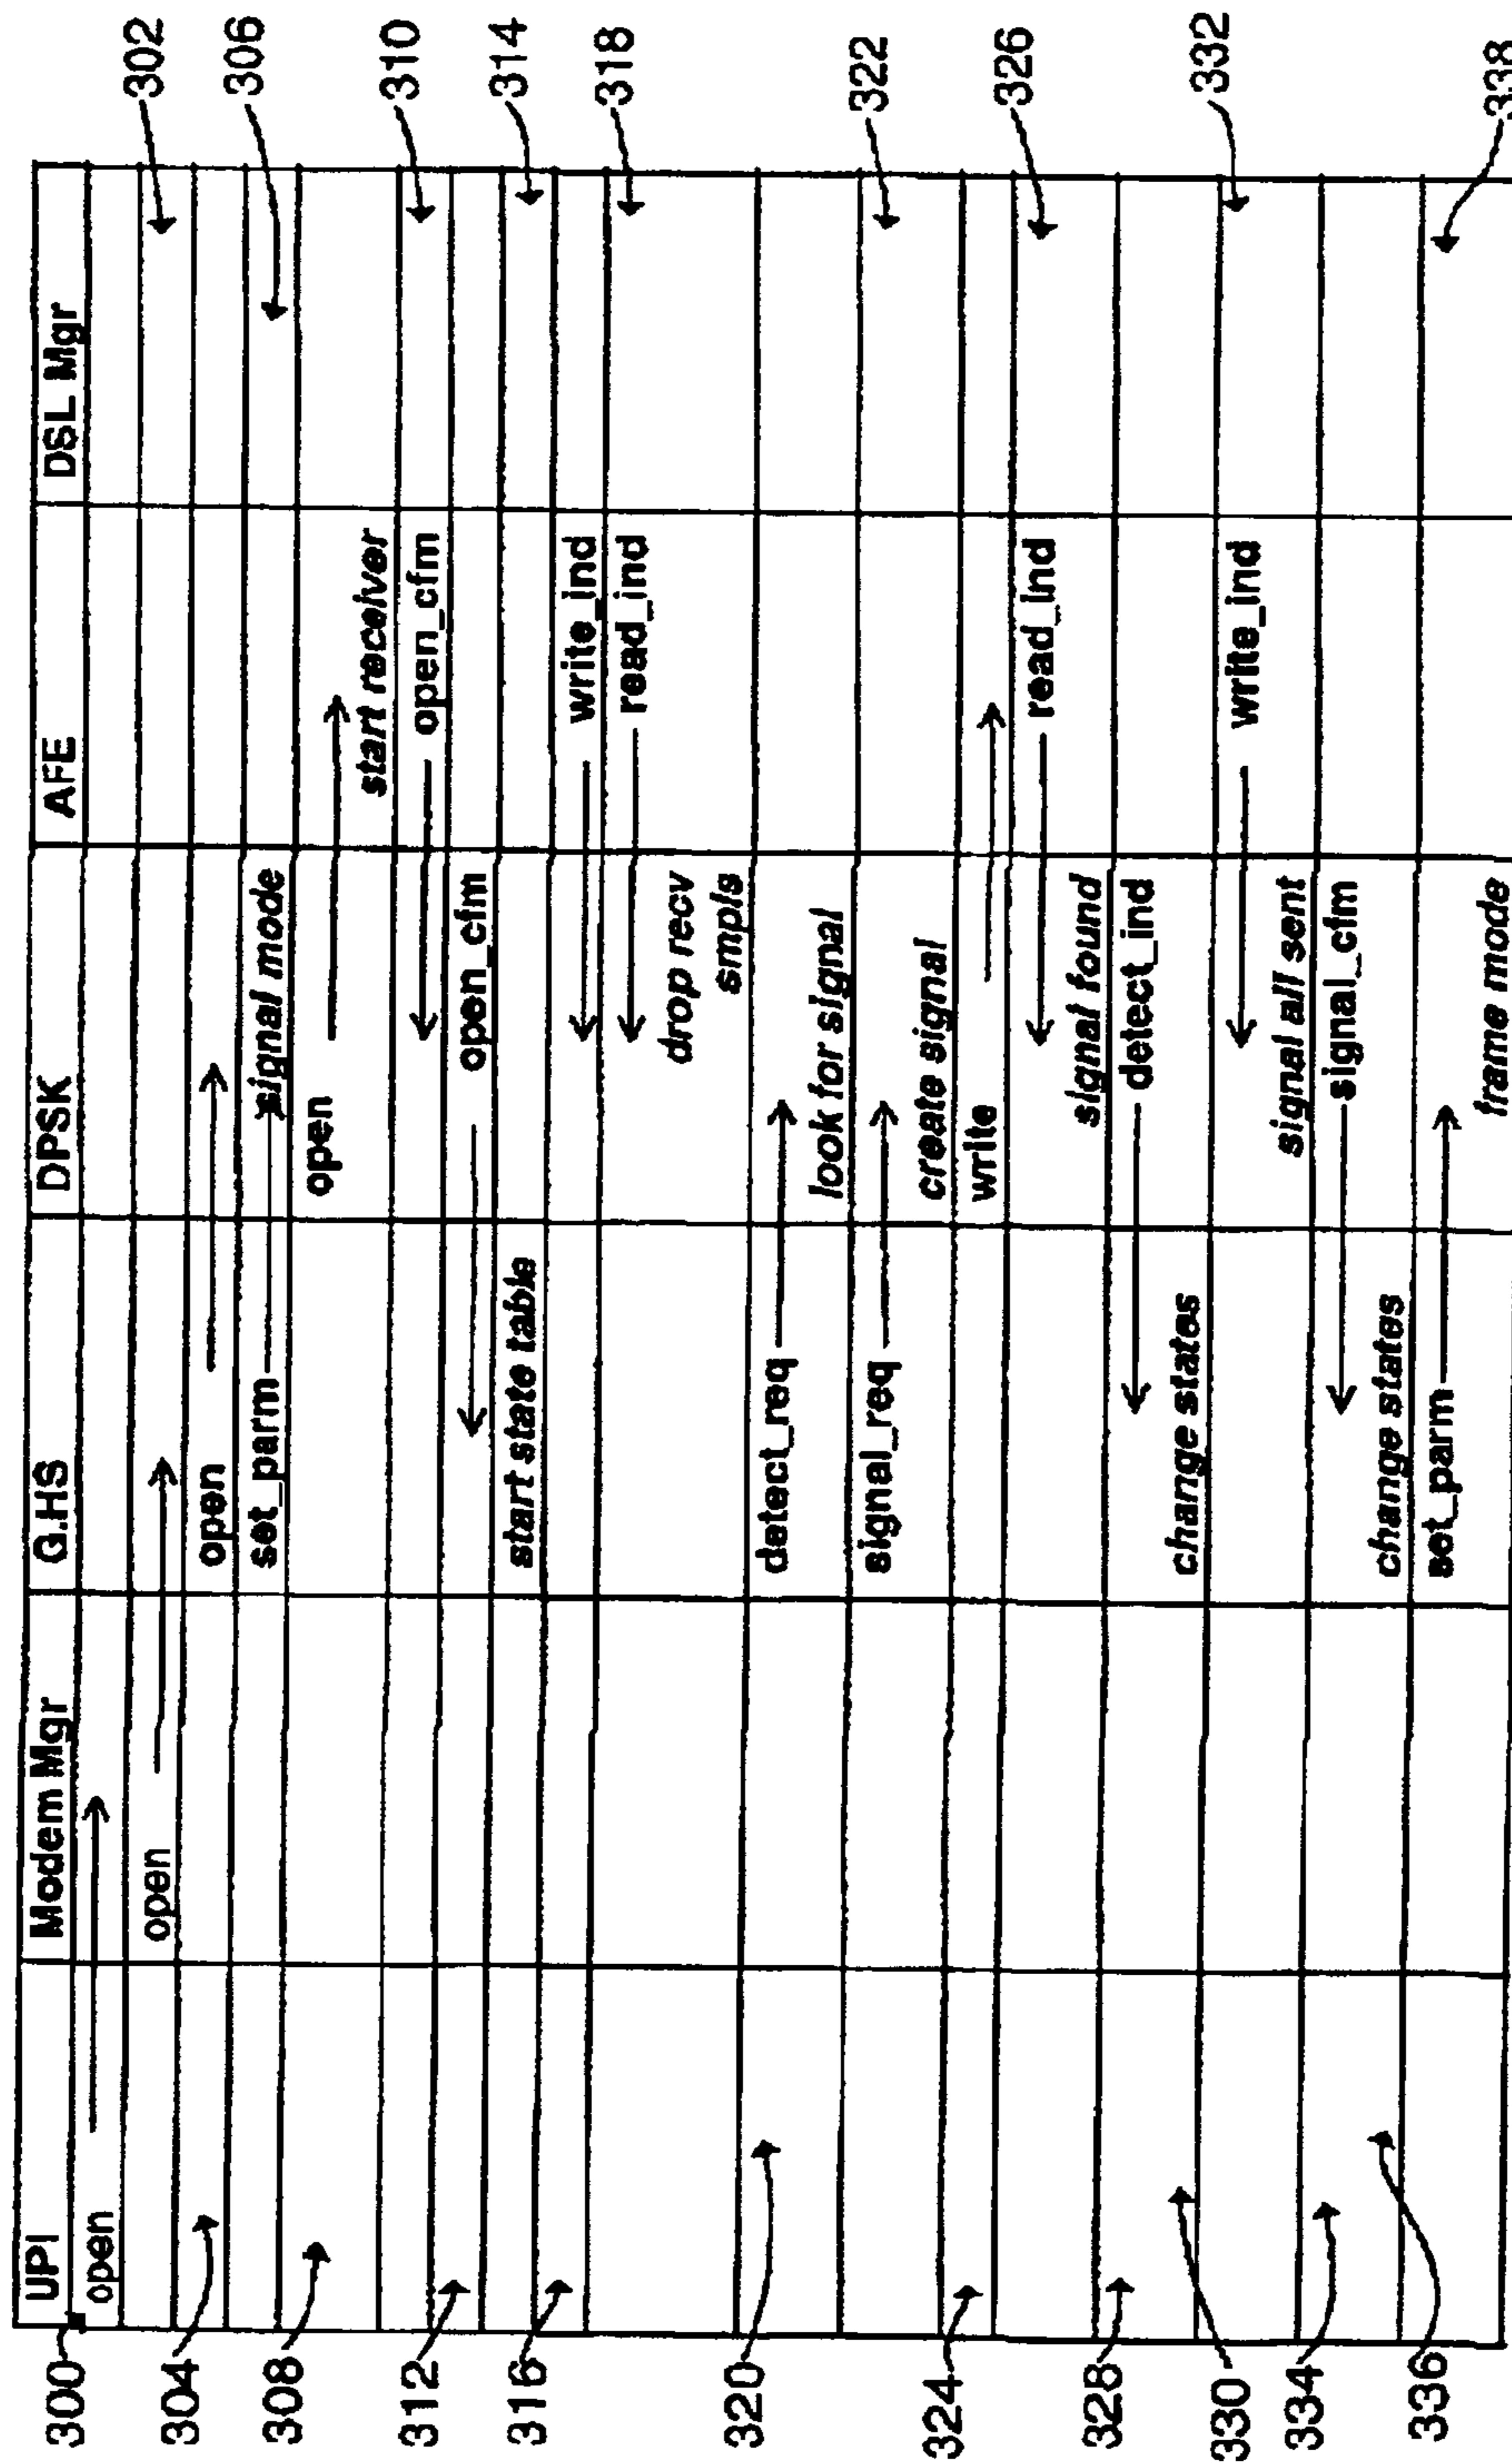 UPI Modem Mgr G.HS DPSK AFE DSL Mgr
300 open
open 302
304 open
set_parm signal mode 306
308 open
start receiver
open_cfm 310
312 open_cfm
start state table 314
316 write_ind
read_ind 318
drop recv
smpls
320 detect_req
look for signal
signal_req 322
create signal
324 write
read_ind 326
signal found
328 detect_ind
330 change states
write_ind 332
signal all sent
334 signal_cfm
336 change states
set_parm 338
frame mode